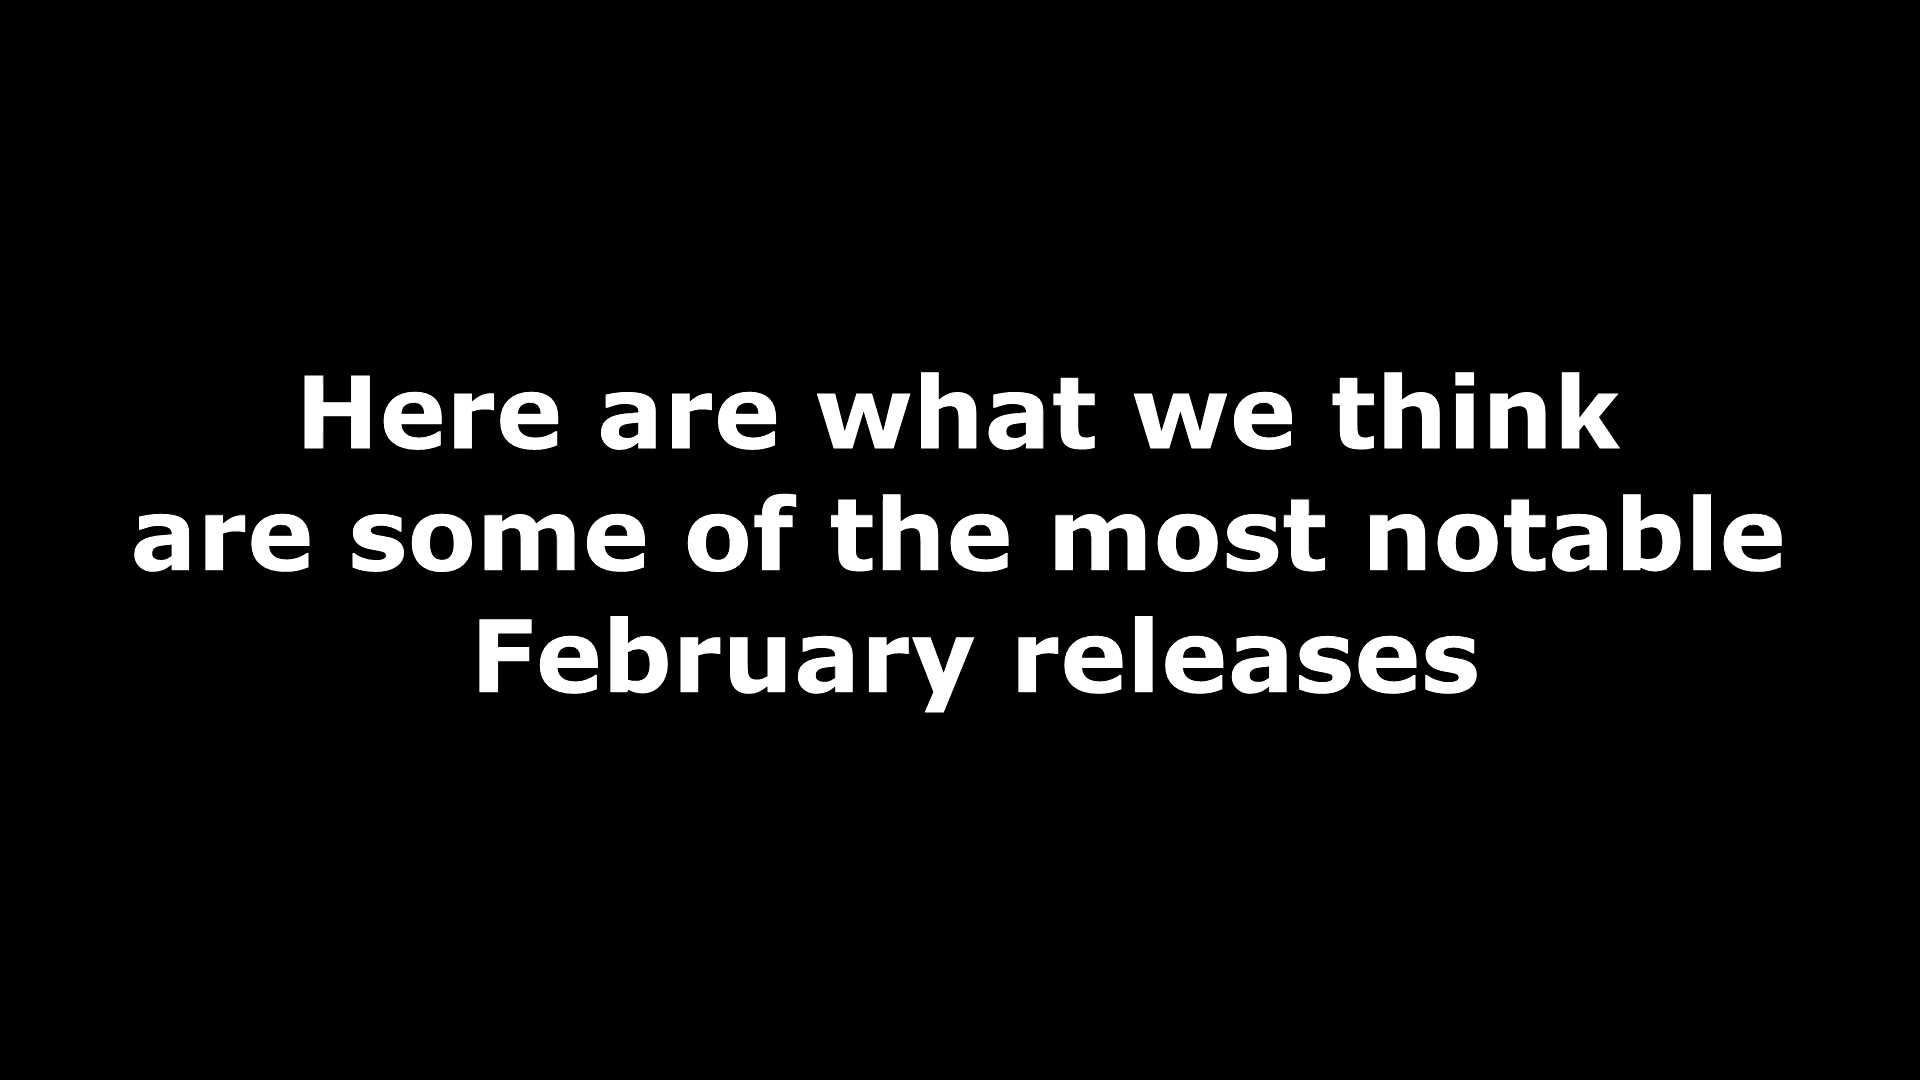 Here are what we think
are some of the most notable
February releases